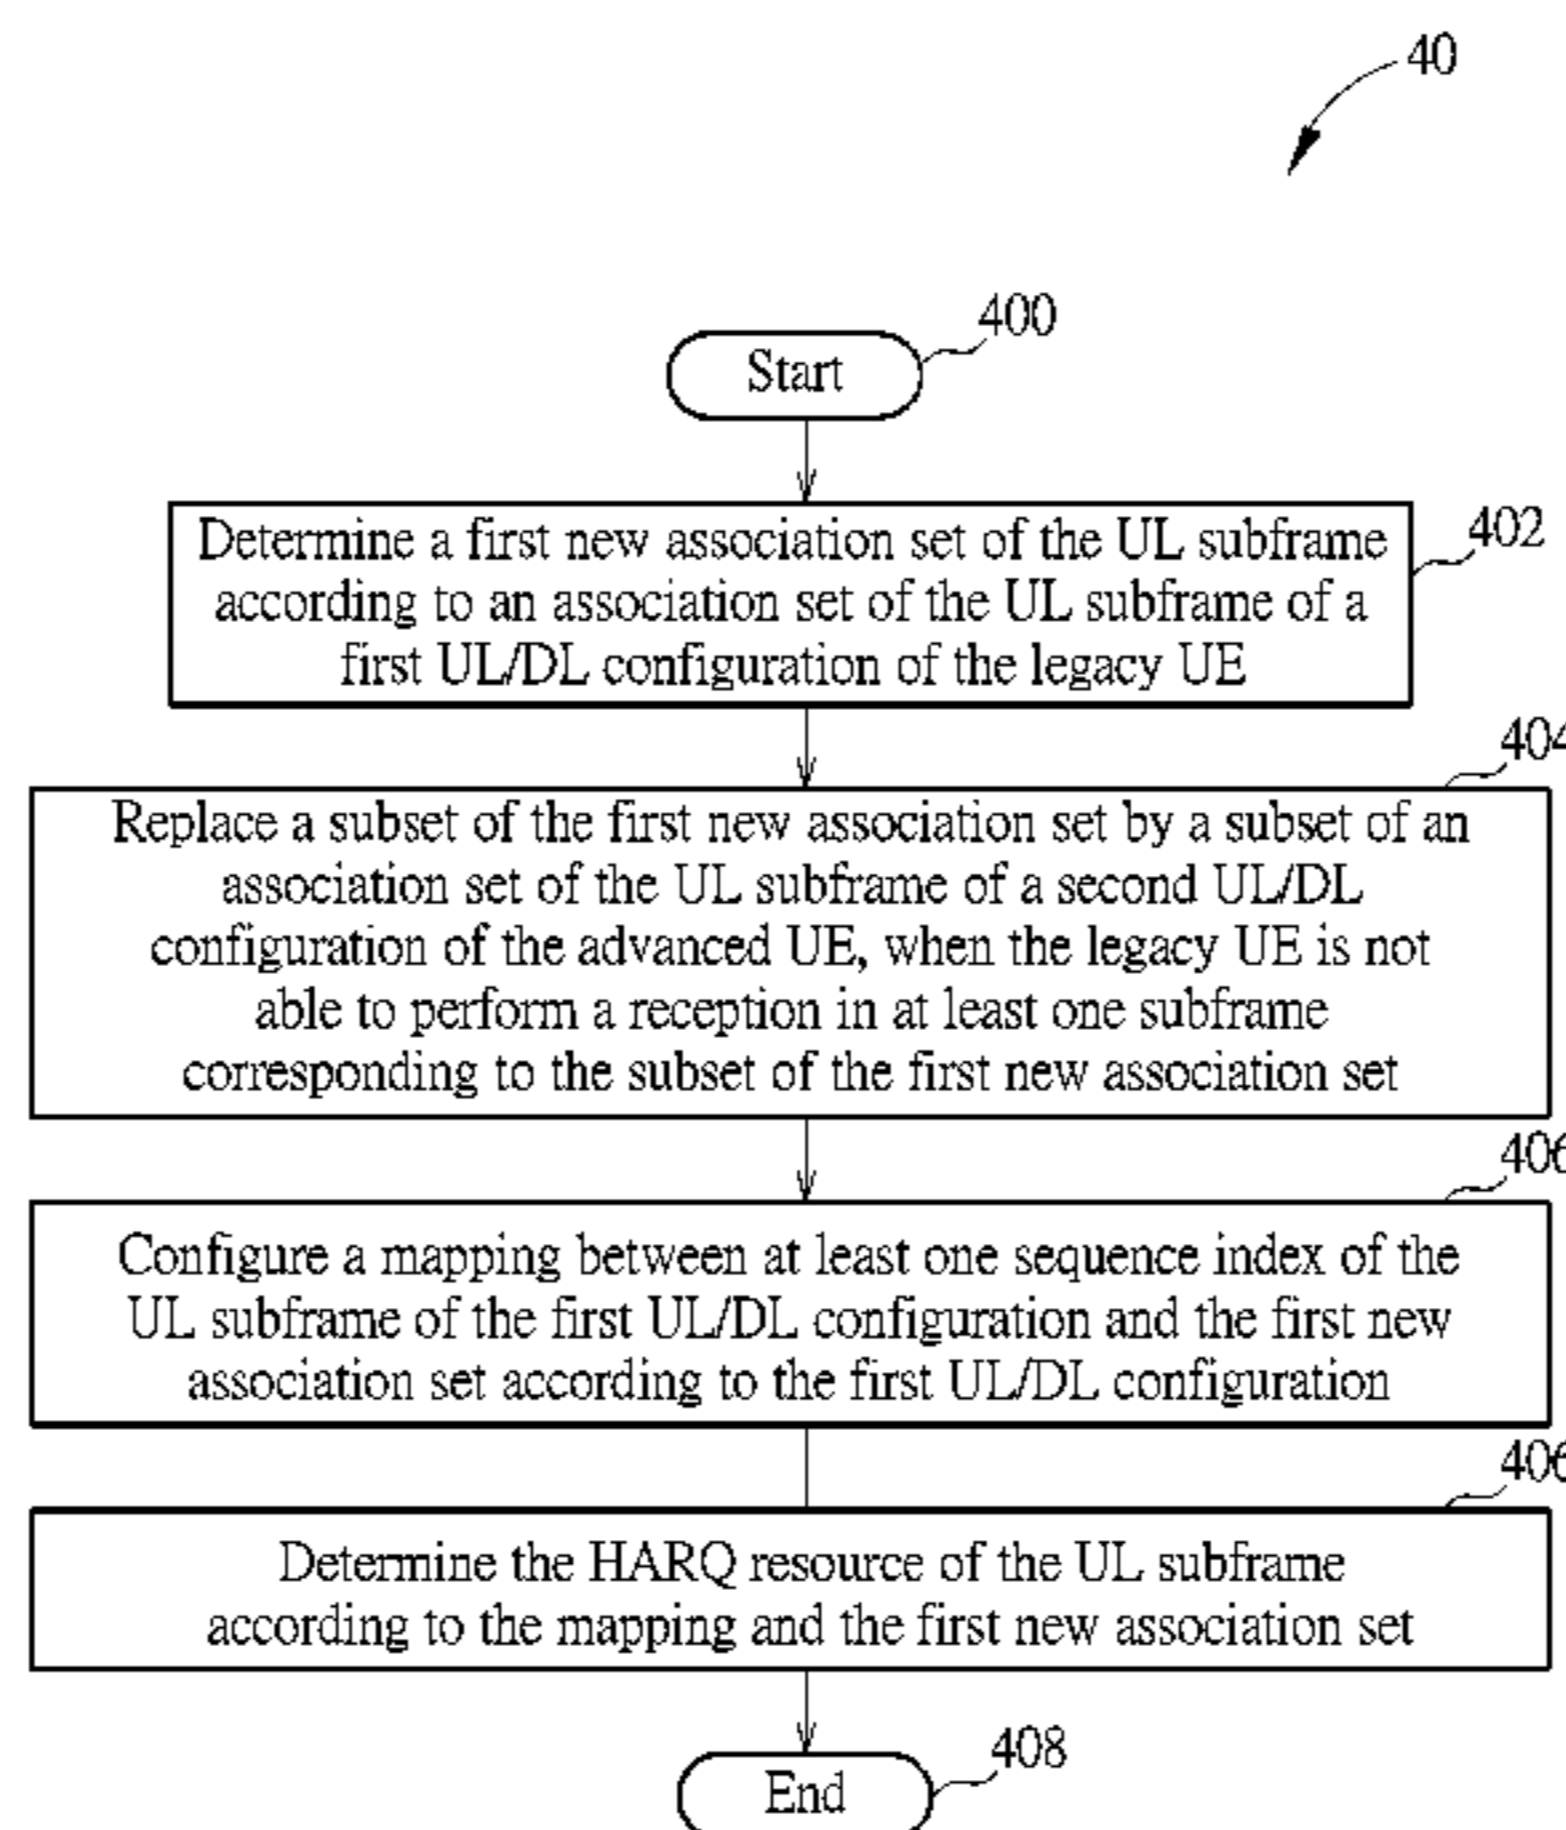 40
400
Start
402
Determine a first new association set of the UL subframe
according to an association set of the UL subframe of a
first UL/DL configuration of the legacy UE
404
Replace a subset of the first new association set by a subset of an
association set of the UL subframe of a second UL/DL
configuration of the advanced UE, when the legacy UE is not
able to perform a reception in at least one subframe
corresponding to the subset of the first new association set
406
Configure a mapping between at least one sequence index of the
UL subframe of the first UL/DL configuration and the first new
association set according to the first UL/DL configuration
406
Determine the HARQ resource of the UL subframe
according to the mapping and the first new association set
408
End